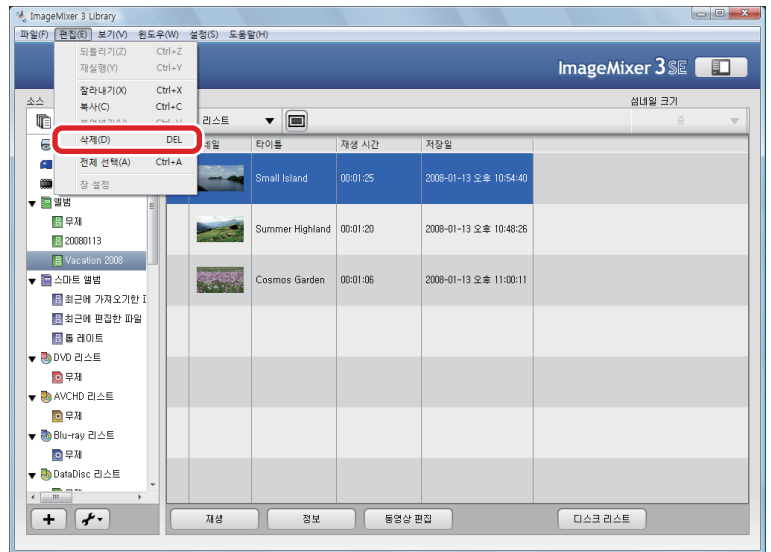 ImageMixer 3 Library
파일(F) 편집(E) 보기(V) 윈도우(W) 설정(S) 도움말(H)
되돌리기(Z) Ctrl+Z
재실행(Y) Ctrl+Y
잘라내기(X) Ctrl+X
복사(C) Ctrl+C
삭제(D) DEL
전체 선택(A) Ctrl+A
장 설정
ImageMixer 3 SE
소스
섬네일 크기
리스트
중
네일 타이틀 재생 시간 저장일
Small Island 00:01:25 2008-01-13 오후 10:54:40
Summer Highland 00:01:20 2008-01-13 오후 10:48:26
Cosmos Garden 00:01:06 2008-01-13 오후 11:00:11
앨범
무제
20080113
Vacation 2008
스마트 앨범
최근에 가져오기한
최근에 편집한 파일
톱 레이트
DVD 리스트
무제
AVCHD 리스트
무제
Blu-ray 리스트
무제
DataDisc 리스트
재생 정보 동영상 편집 디스크 리스트